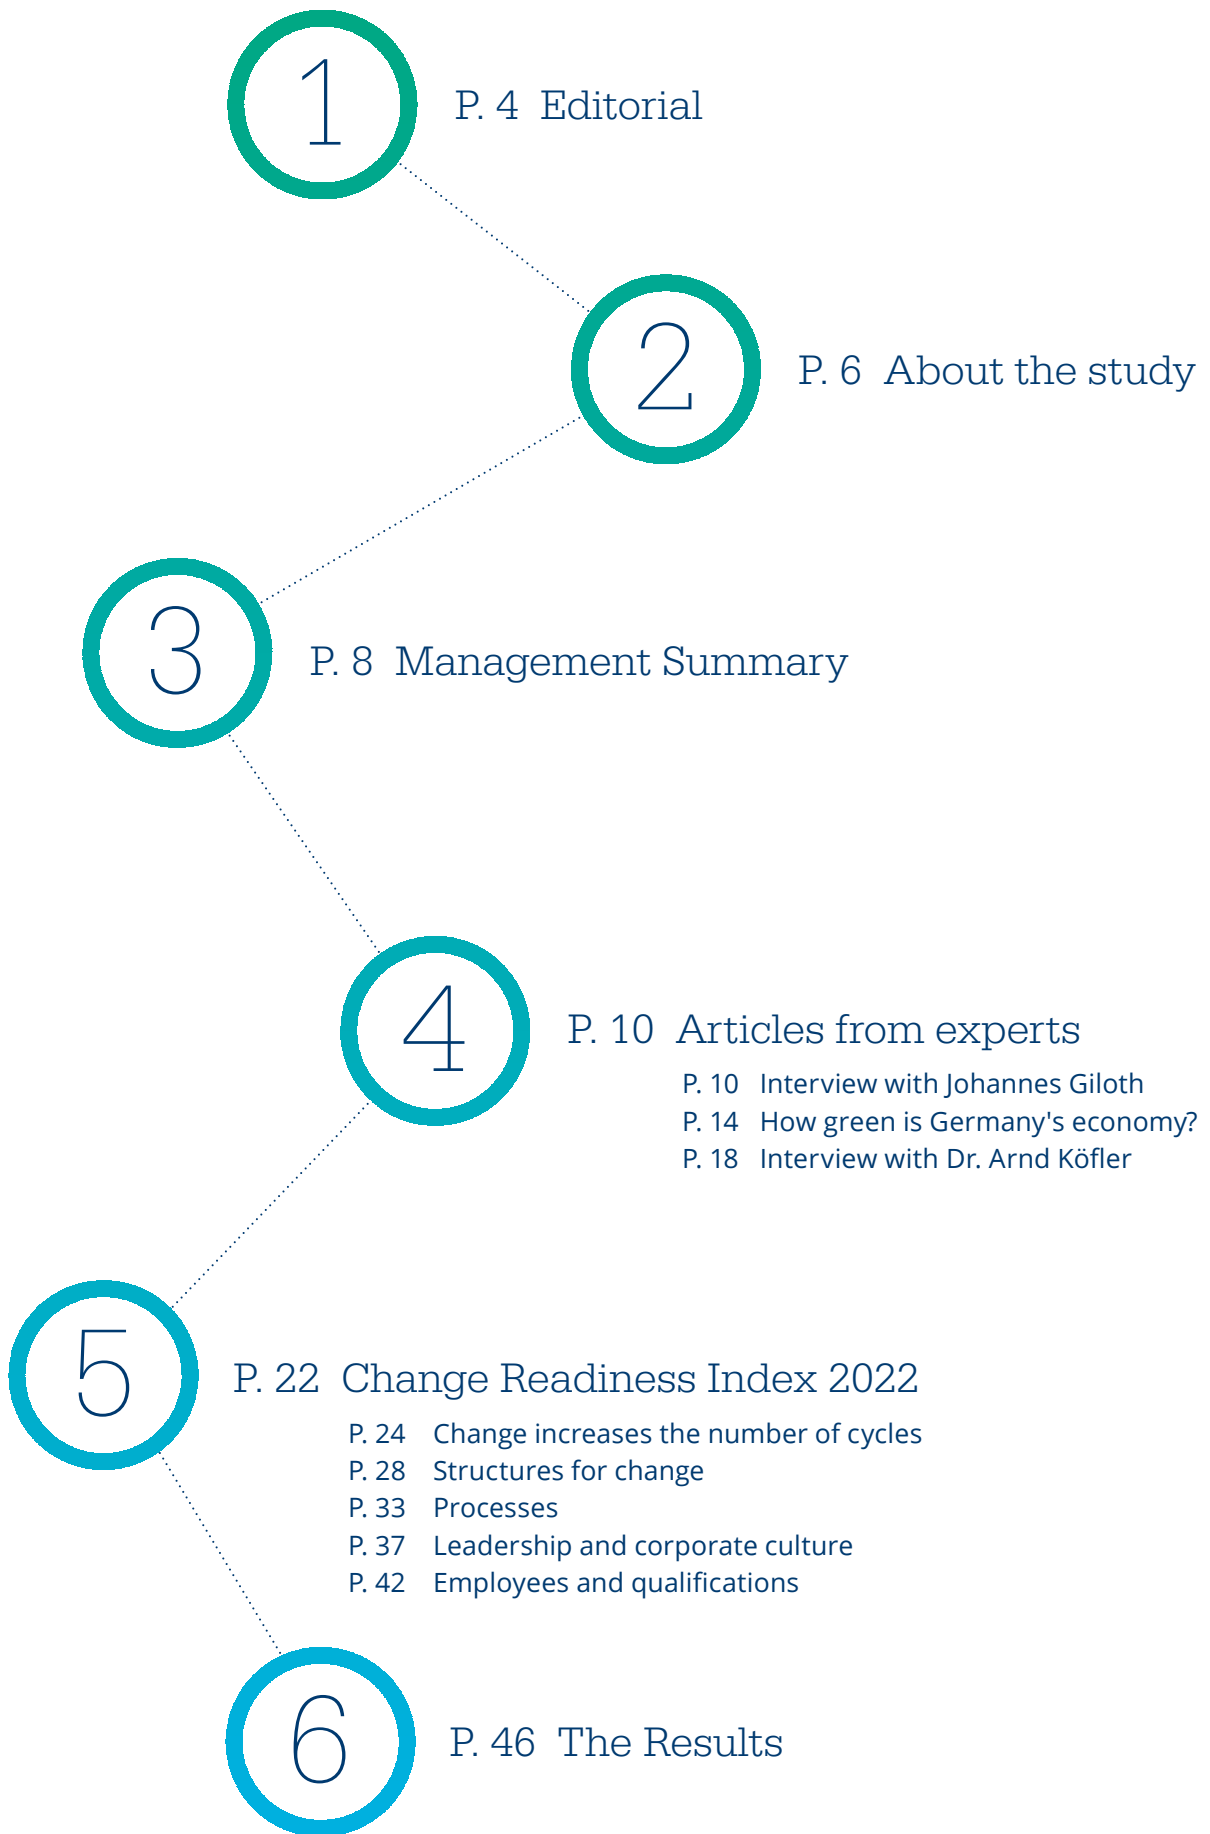 1
P. 4 Editorial
2
P. 6 About the study
3
P. 8 Management Summary
4
P. 10 Articles from experts
P. 10 Interview with Johannes Giloth
P. 14 How green is Germany's economy?
P. 18 Interview with Dr. Arnd Köfler
5
P. 22 Change Readiness Index 2022
P. 24 Change increases the number of cycles
P. 28 Structures for change
P. 33 Processes
P. 37 Leadership and corporate culture
P. 42 Employees and qualifications
6
P. 46 The Results